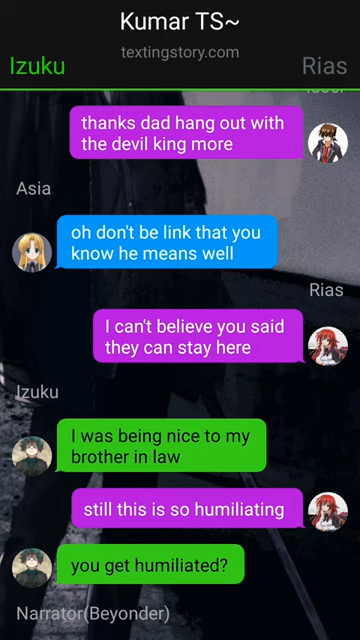 Kumar TS~
textingstory.com
Izuku
Rias
thanks dad hang out with
the devil king more
Asia
oh don't be link that you
know he means well
Rias
I can't believe you said
they can stay here
Izuku
I was being nice to my
brother in law
still this is so humiliating
you get humiliated?
Narrator(Beyonder)